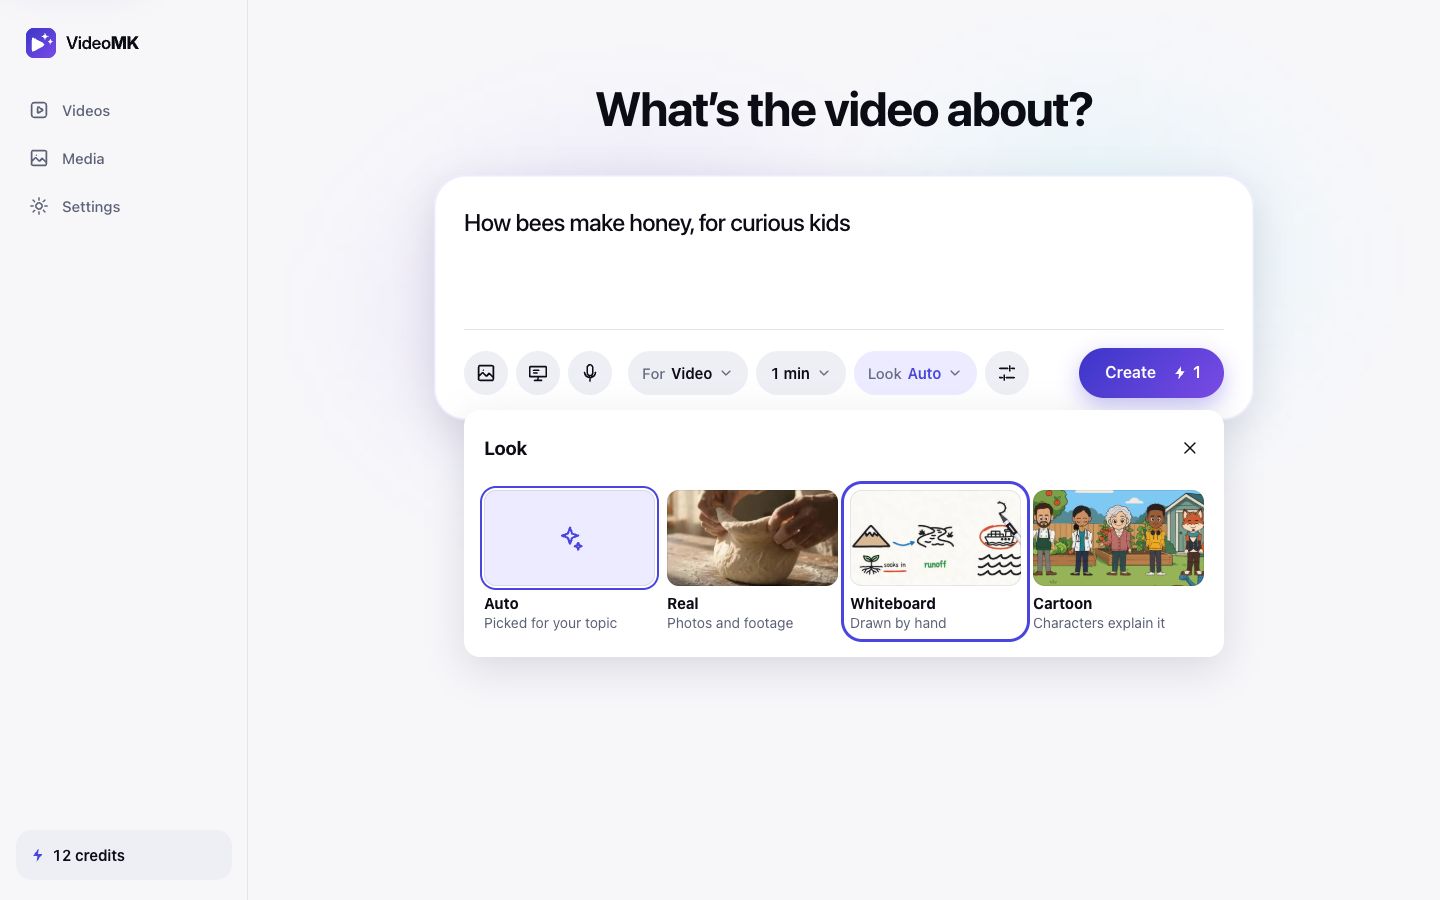 VideoMK
Videos
Media
Settings
12 credits
What's the video about?
How bees make honey, for curious kids
For Video
1 min
Look Auto
Create 1
Look
soaks in
runoff
Auto
Picked for your topic
Real
Photos and footage
Whiteboard
Drawn by hand
Cartoon
Characters explain it